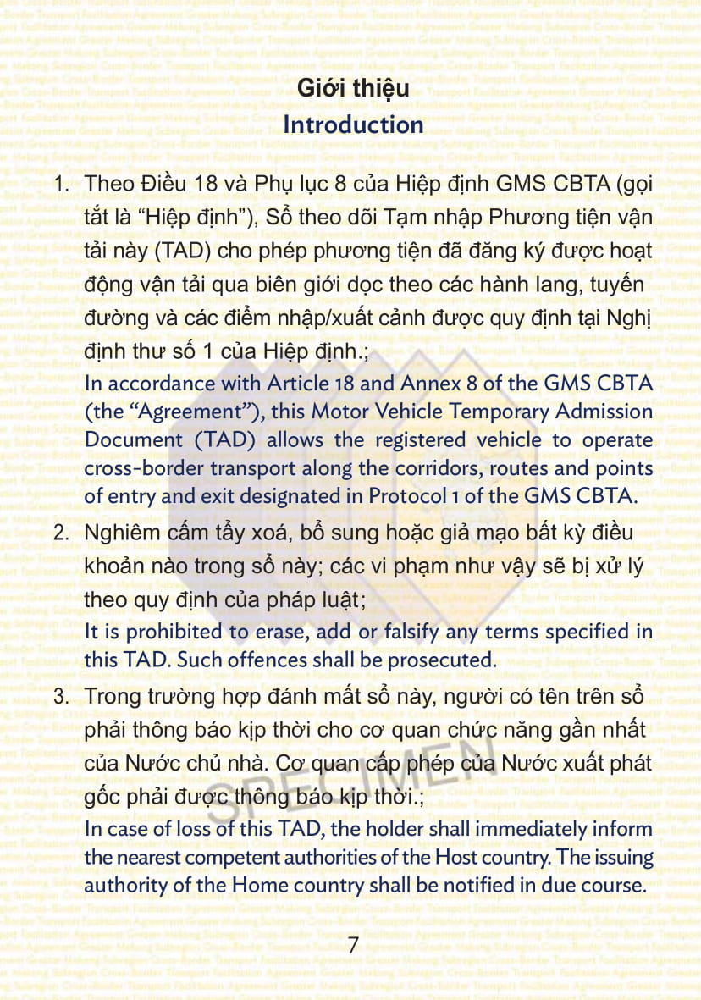 Giới thiệu
Introduction
1. Theo Điều 18 và Phụ lục 8 của Hiệp định GMS CBTA (gọi
tắt là “Hiệp định”), Sổ theo dõi Tạm nhập Phương tiện vận
tải này (TAD) cho phép phương tiện đã đăng ký được hoạt
động vận tải qua biên giới dọc theo các hành lang, tuyến
đường và các điểm nhập/xuất cảnh được quy định tại Nghị
định thư số 1 của Hiệp định.;
In accordance with Article 18 and Annex 8 of the GMS CBTA
(the “Agreement”), this Motor Vehicle Temporary Admission
Document (TAD) allows the registered vehicle to operate
cross-border transport along the corridors, routes and points
of entry and exit designated in Protocol 1 of the GMS CBTA.
2. Nghiêm cấm tẩy xoá, bổ sung hoặc giả mạo bất kỳ điều
khoản nào trong sổ này; các vi phạm như vậy sẽ bị xử lý
theo quy định của pháp luật;
It is prohibited to erase, add or falsify any terms specified in
this TAD. Such offences shall be prosecuted.
3. Trong trường hợp đánh mất sổ này, người có tên trên sổ
phải thông báo kịp thời cho cơ quan chức năng gần nhất
của Nước chủ nhà. Cơ quan cấp phép của Nước xuất phát
gốc phải được thông báo kịp thời.;
In case of loss of this TAD, the holder shall immediately inform
the nearest competent authorities of the Host country. The issuing
authority of the Home country shall be notified in due course.
SPECIMEN
7